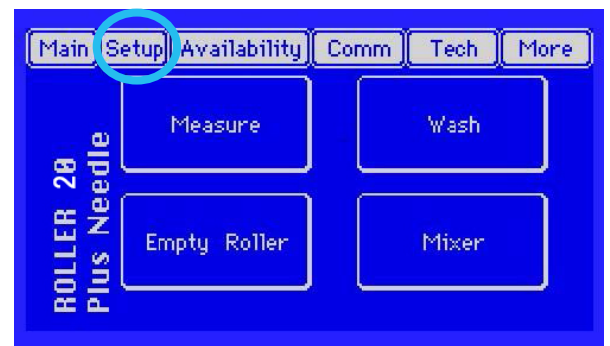 Main Setup Availability Comm Tech More
ROLLER 20
Plus Needle
Measure
Wash
Empty Roller
Mixer